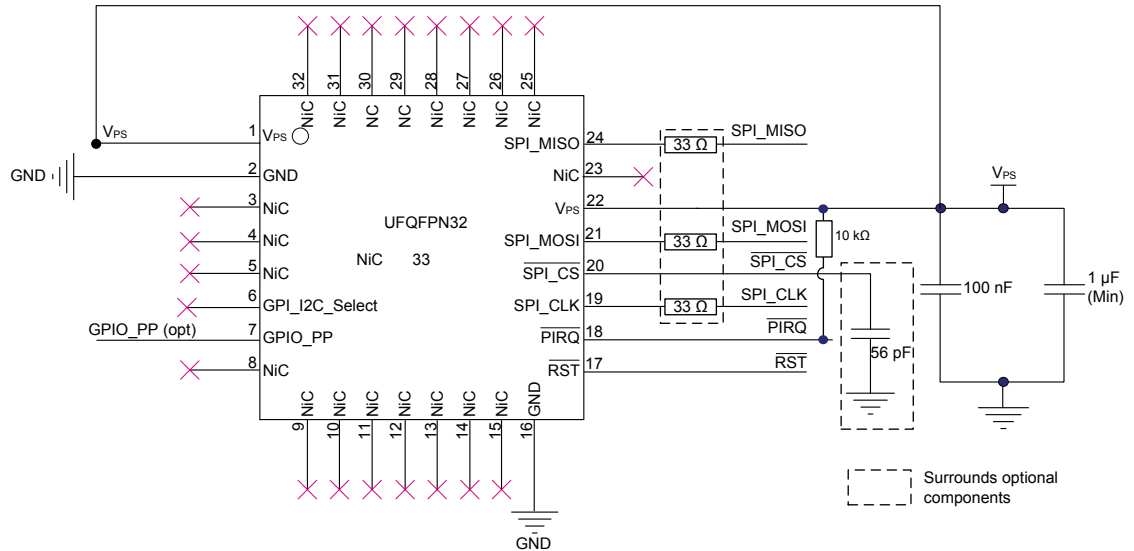 32 31 30 29 28 27 26 25
NiC NiC NC NC NiC NiC NiC NiC
VPS 1 VPS
GND 2 GND
3 NiC
4 NiC
5 NiC
6 GPI_I2C_Select
GPIO_PP (opt) 7 GPIO_PP
8 NiC
UFQFPN32
NiC 33
SPI_MISO 24 33 Ω SPI_MISO
NiC 23
VPS 22
SPI_MOSI 21 33 Ω SPI_MOSI
SPI_CS 20 SPI_CS
SPI_CLK 19 33 Ω SPI_CLK
PIRQ 18 PIRQ
RST 17 RST
NiC NiC NiC NiC NiC NiC NiC GND
9 10 11 12 13 14 15 16
GND
10 kΩ
56 pF
VPS
100 nF
1 µF
(Min)
Surrounds optional
components